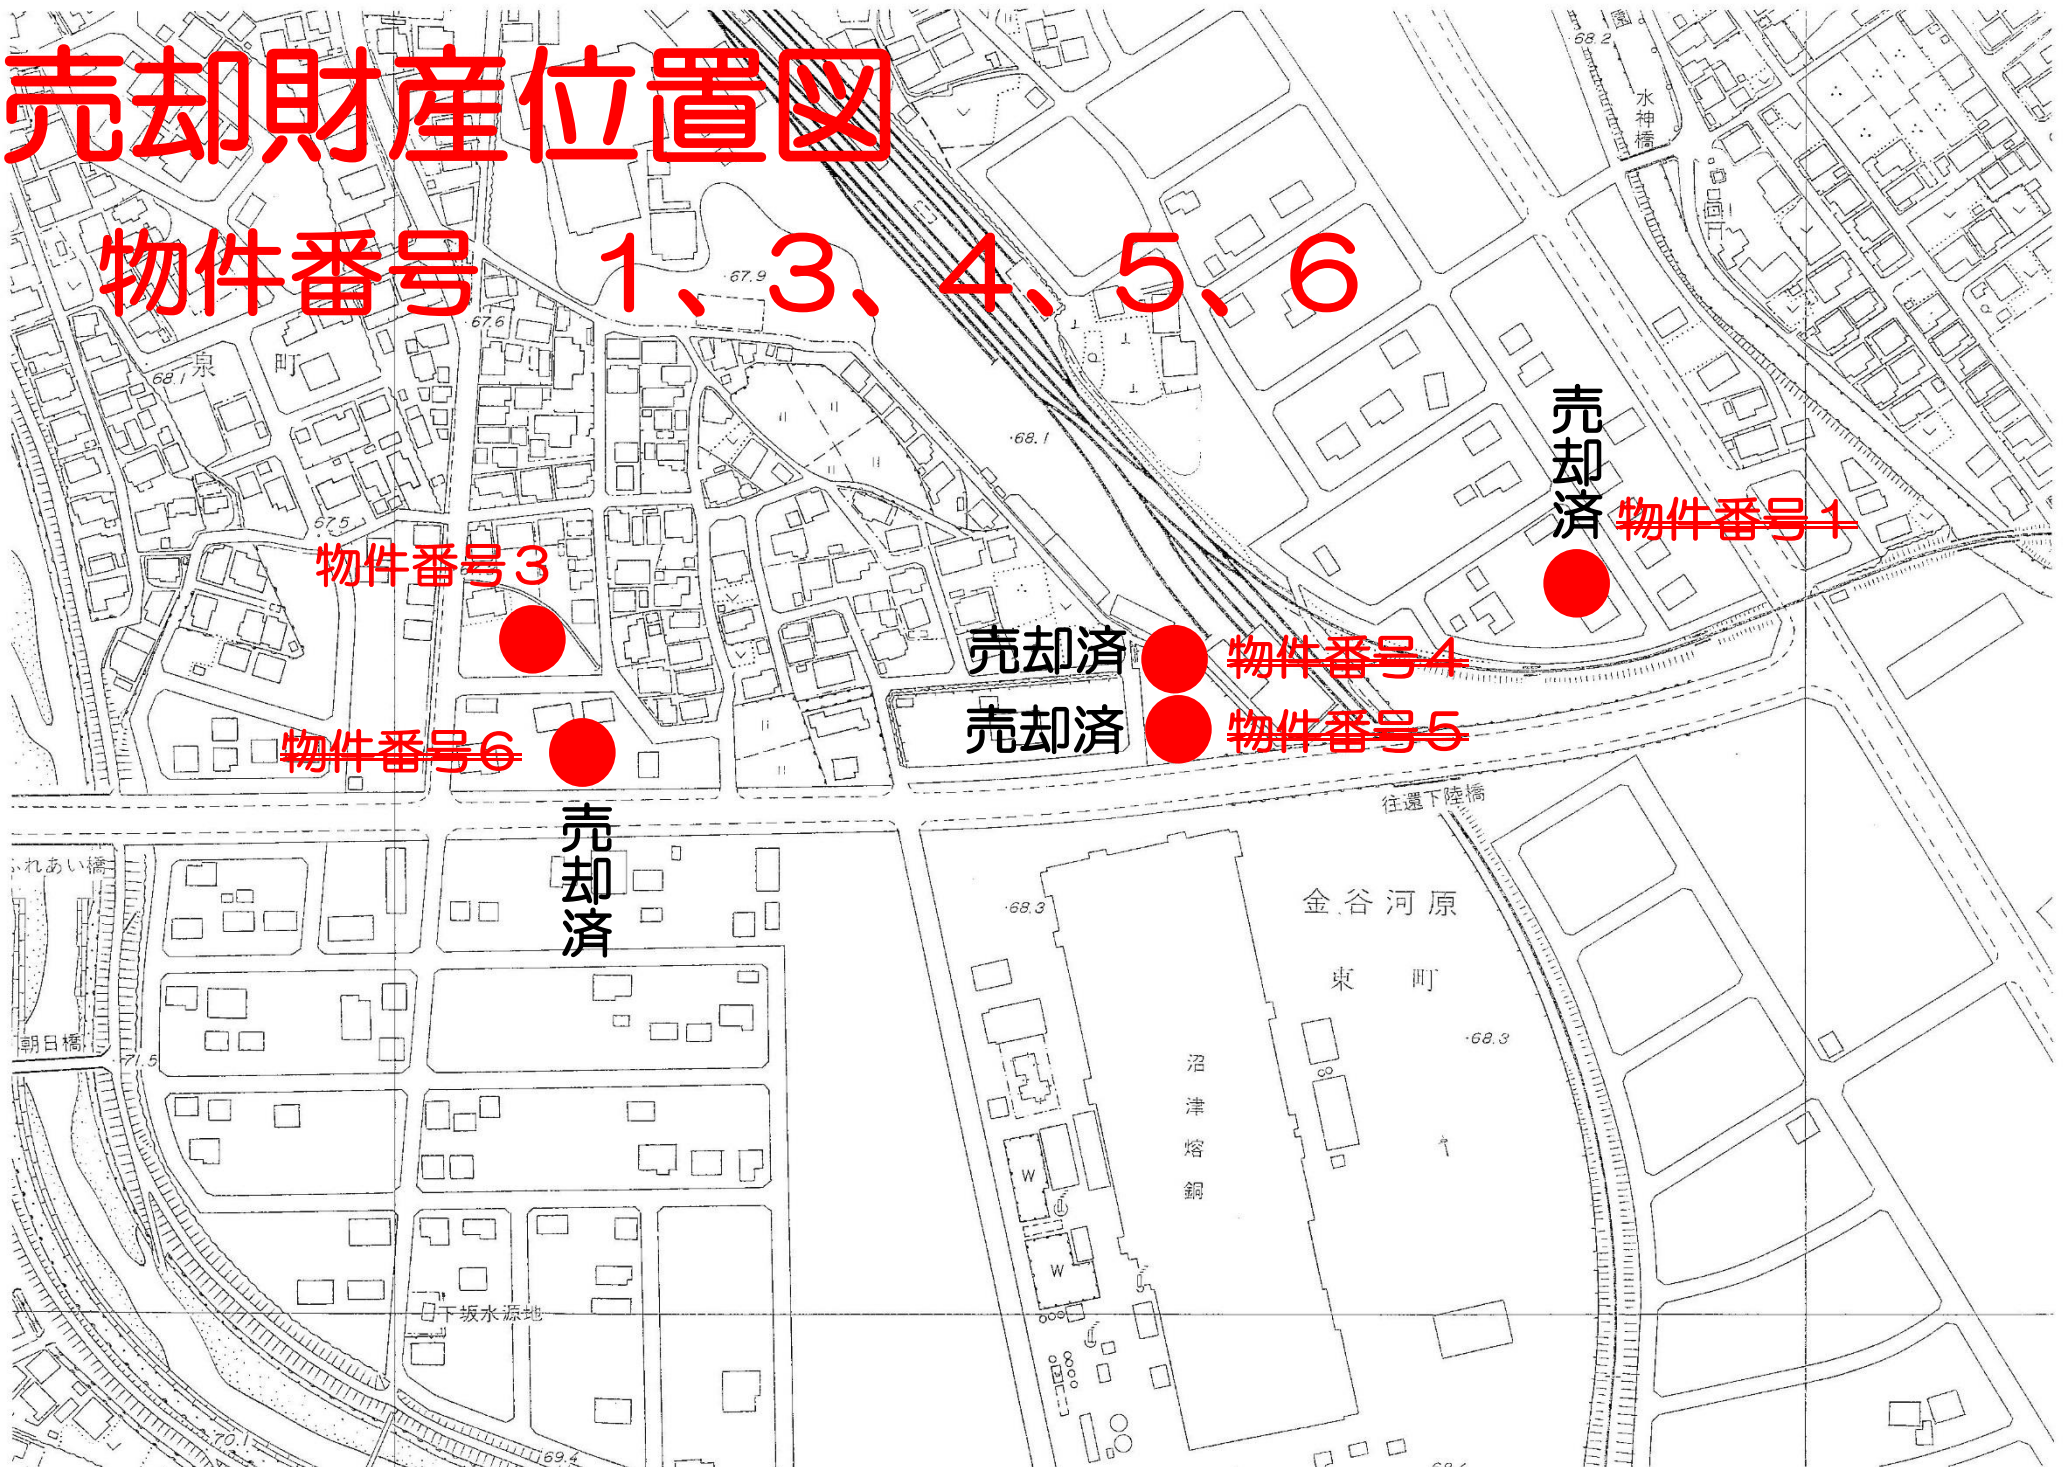 売却財産位置図
物件番号　１、３、４、５、６
68.2
水神橋
・67.9
・67.6
泉町
68.1
・68.1
売却済
物件番号１
67.5
物件番号３
売却済
物件番号４
売却済
物件番号５
物件番号６
売却済
往還下陸橋
ふれあい橋
・68.3
金谷河原
東町
朝日橋
・71.5
・68.3
沼津熔銅
W
W
下坂水源地
70.1
69.4